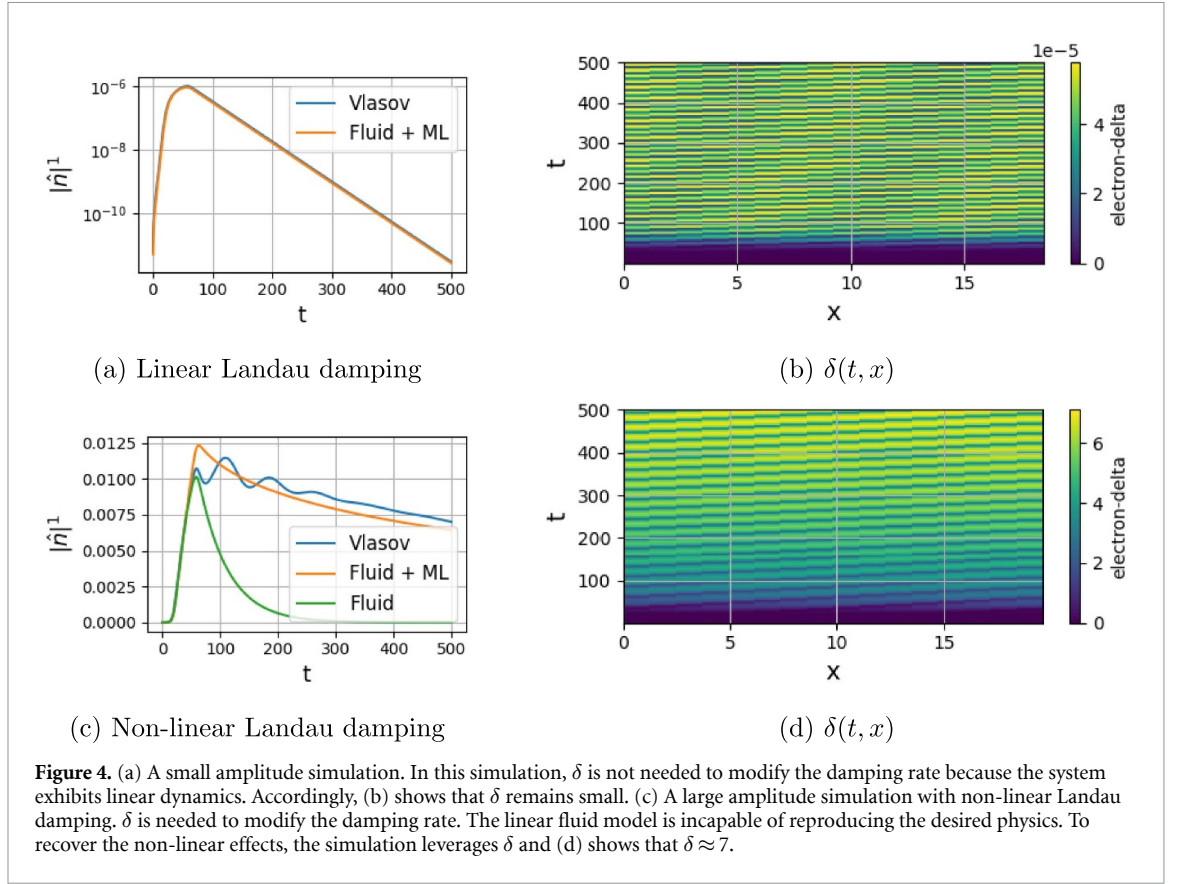 10⁻⁶
10⁻⁸
10⁻¹⁰
|n̂|¹
Vlasov
Fluid + ML
0 100 200 300 400 500
t
(a) Linear Landau damping
1e−5
500
400
300
200
100
t
0 5 10 15
x
4
2
0
electron-delta
(b) δ(t, x)
0.0125
0.0100
0.0075
0.0050
0.0025
0.0000
|n̂|¹
Vlasov
Fluid + ML
Fluid
0 100 200 300 400 500
t
(c) Non-linear Landau damping
500
400
300
200
100
t
0 5 10 15
x
6
4
2
0
electron-delta
(d) δ(t, x)
Figure 4. (a) A small amplitude simulation. In this simulation, δ is not needed to modify the damping rate because the system
exhibits linear dynamics. Accordingly, (b) shows that δ remains small. (c) A large amplitude simulation with non-linear Landau
damping. δ is needed to modify the damping rate. The linear fluid model is incapable of reproducing the desired physics. To
recover the non-linear effects, the simulation leverages δ and (d) shows that δ ≈ 7.